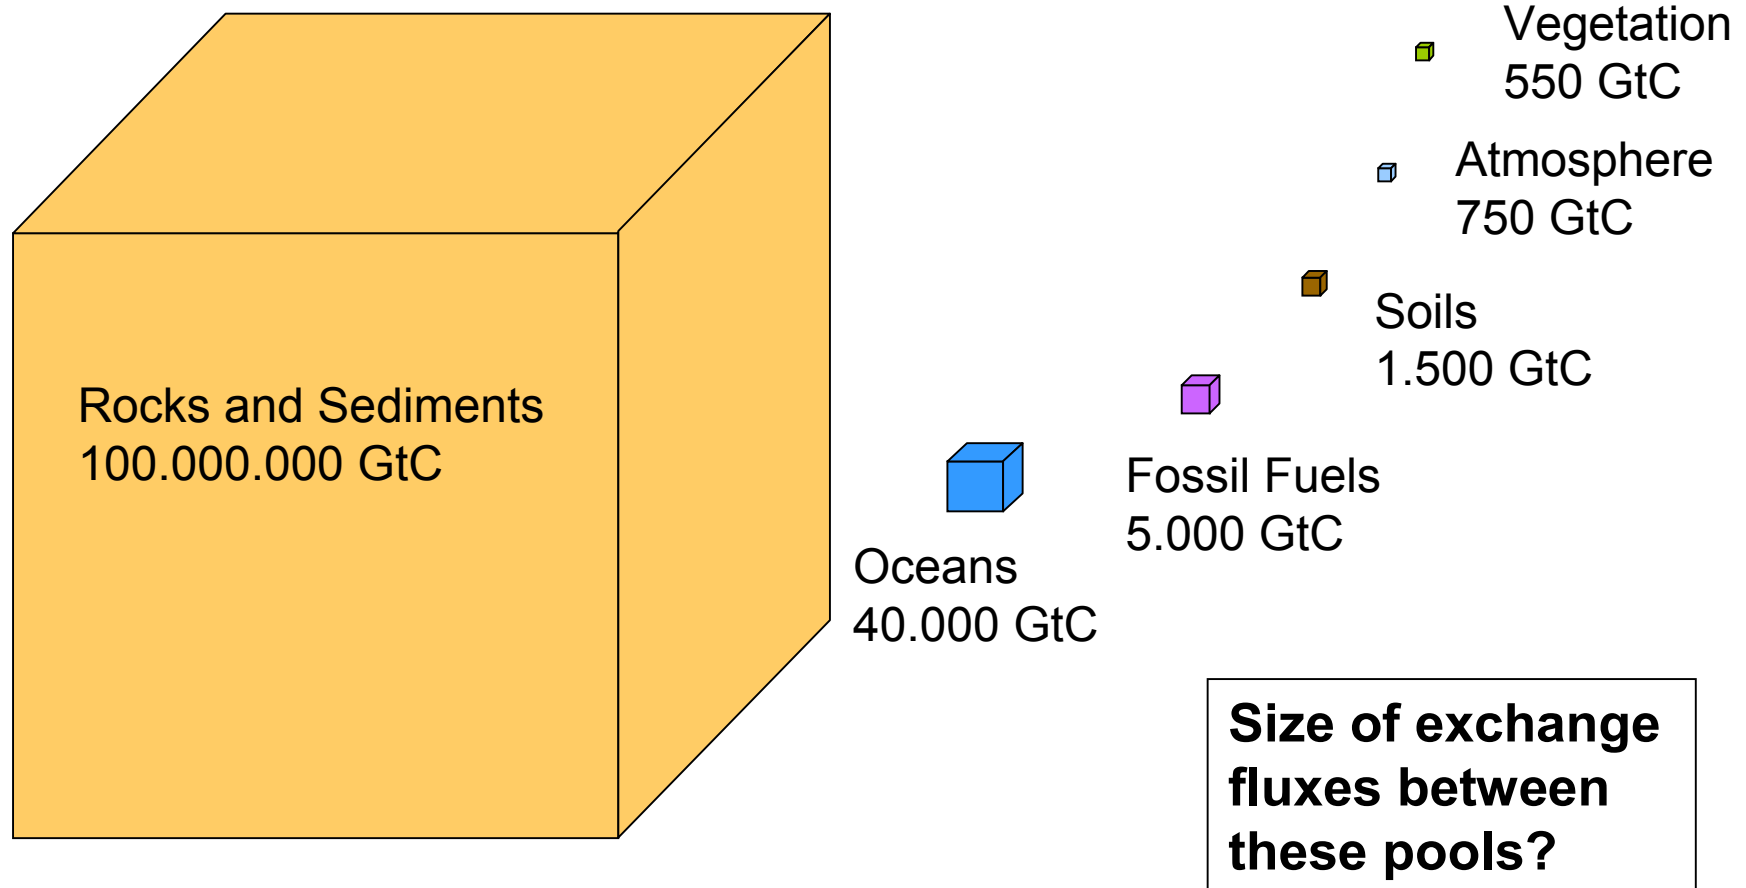 Vegetation
550 GtC
Atmosphere
750 GtC
Soils
1.500 GtC
Rocks and Sediments
100.000.000 GtC
Fossil Fuels
5.000 GtC
Oceans
40.000 GtC
Size of exchange
fluxes between
these pools?